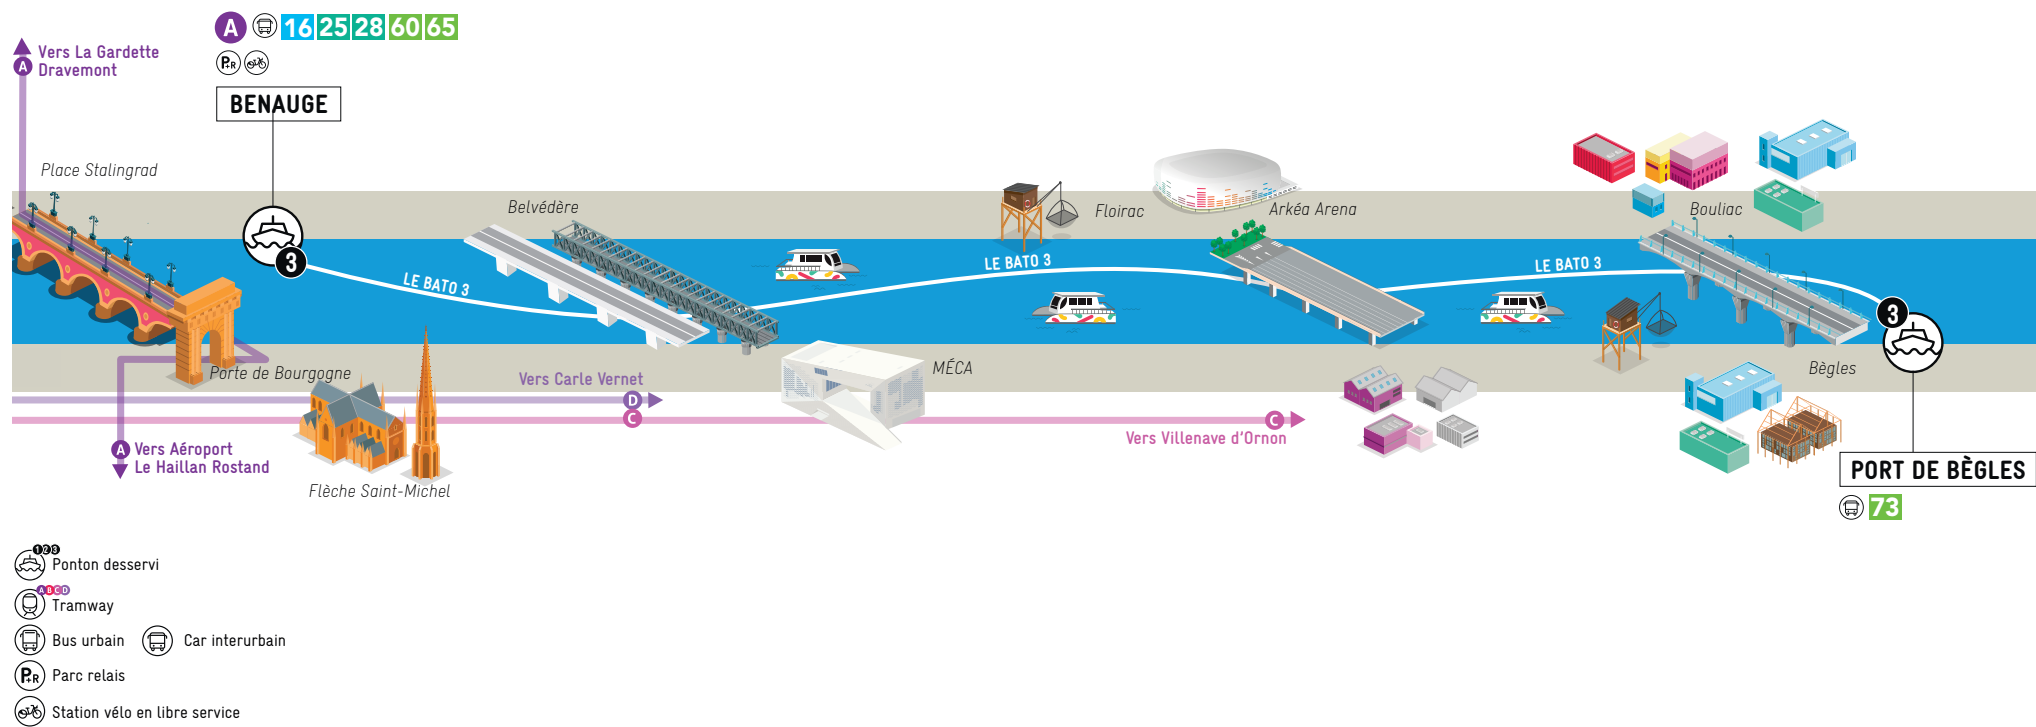 A 16 25 28 60 65
P+R
Vers La Gardette
Dravemont
A
BENAUGE
Place Stalingrad
Belvédère
Floirac
Arkéa Arena
Bouliac
3
LE BATO 3
LE BATO 3
LE BATO 3
3
Porte de Bourgogne
MÉCA
Bègles
Vers Carle Vernet
D
C
C
Vers Villenave d'Ornon
A
Vers Aéroport
Le Haillan Rostand
Flèche Saint-Michel
PORT DE BÈGLES
73
1 2 3
Ponton desservi
A B C D
Tramway
Bus urbain
Car interurbain
P+R
Parc relais
Station vélo en libre service